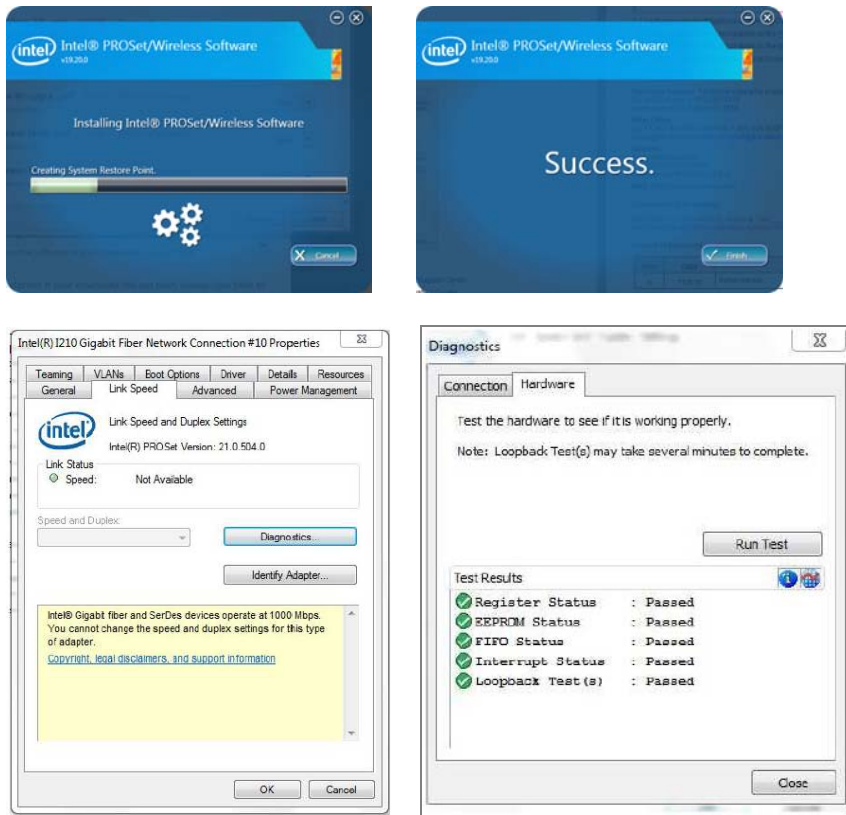 intel Intel® PROSet/Wireless Software
v19.20.0
Installing Intel® PROSet/Wireless Software
Creating System Restore Point.
X Cancel
intel Intel® PROSet/Wireless Software
v19.20.0
Success.
Finish
Intel(R) I210 Gigabit Fiber Network Connection #10 Properties
Teaming VLANs Boot Options Driver Details Resources
General Link Speed Advanced Power Management
intel
Link Speed and Duplex Settings
Intel(R) PROSet Version: 21.0.504.0
Link Status
Speed: Not Available
Speed and Duplex:
Diagnostics...
Identify Adapter...
Intel® Gigabit fiber and SerDes devices operate at 1000 Mbps.
You cannot change the speed and duplex settings for this type
of adapter.
Copyright, legal disclaimers, and support information
OK Cancel
Diagnostics
Connection Hardware
Test the hardware to see if it is working properly.
Note: Loopback Test(s) may take several minutes to complete.
Run Test
Test Results
Register Status : Passed
EEPROM Status : Passed
FIFO Status : Passed
Interrupt Status : Passed
Loopback Test(s) : Passed
Close